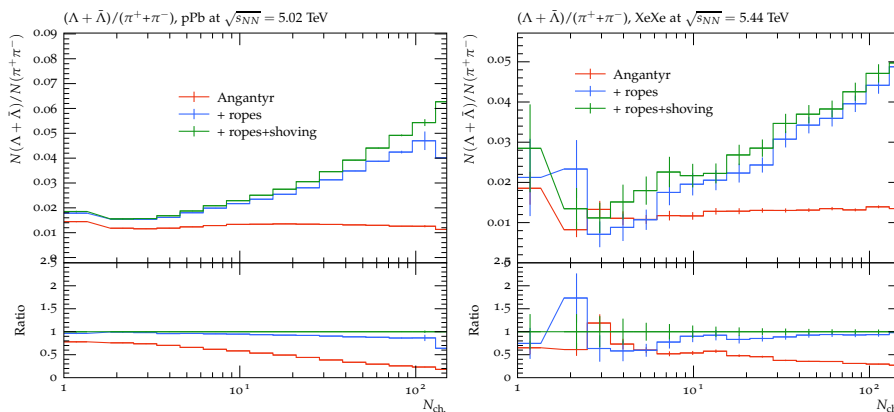 (Λ + Λ̄)/(π⁺+π⁻), pPb at √s_NN = 5.02 TeV
N(Λ + Λ̄)/N(π⁺π⁻)
0.09
0.08
0.07
0.06
0.05
0.04
0.03
0.02
0.01
Angantyr
+ ropes
+ ropes+shoving
Ratio
2.5
2
1.5
1
0.5
0
1
10¹
10²
N_ch.
(Λ + Λ̄)/(π⁺+π⁻), XeXe at √s_NN = 5.44 TeV
N(Λ + Λ̄)/N(π⁺π⁻)
0.05
0.04
0.03
0.02
0.01
Angantyr
+ ropes
+ ropes+shoving
Ratio
2.5
2
1.5
1
0.5
0
1
10¹
10²
N_ch.